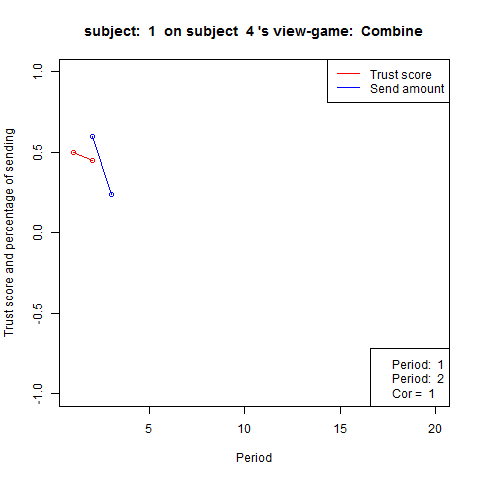 subject:  1  on subject  4 's view-game:  Combine
Trust score
Send amount
Trust score and percentage of sending
1.0
0.5
0.0
-0.5
-1.0
Period:  1
Period:  2
Cor =  1
5
10
15
20
Period